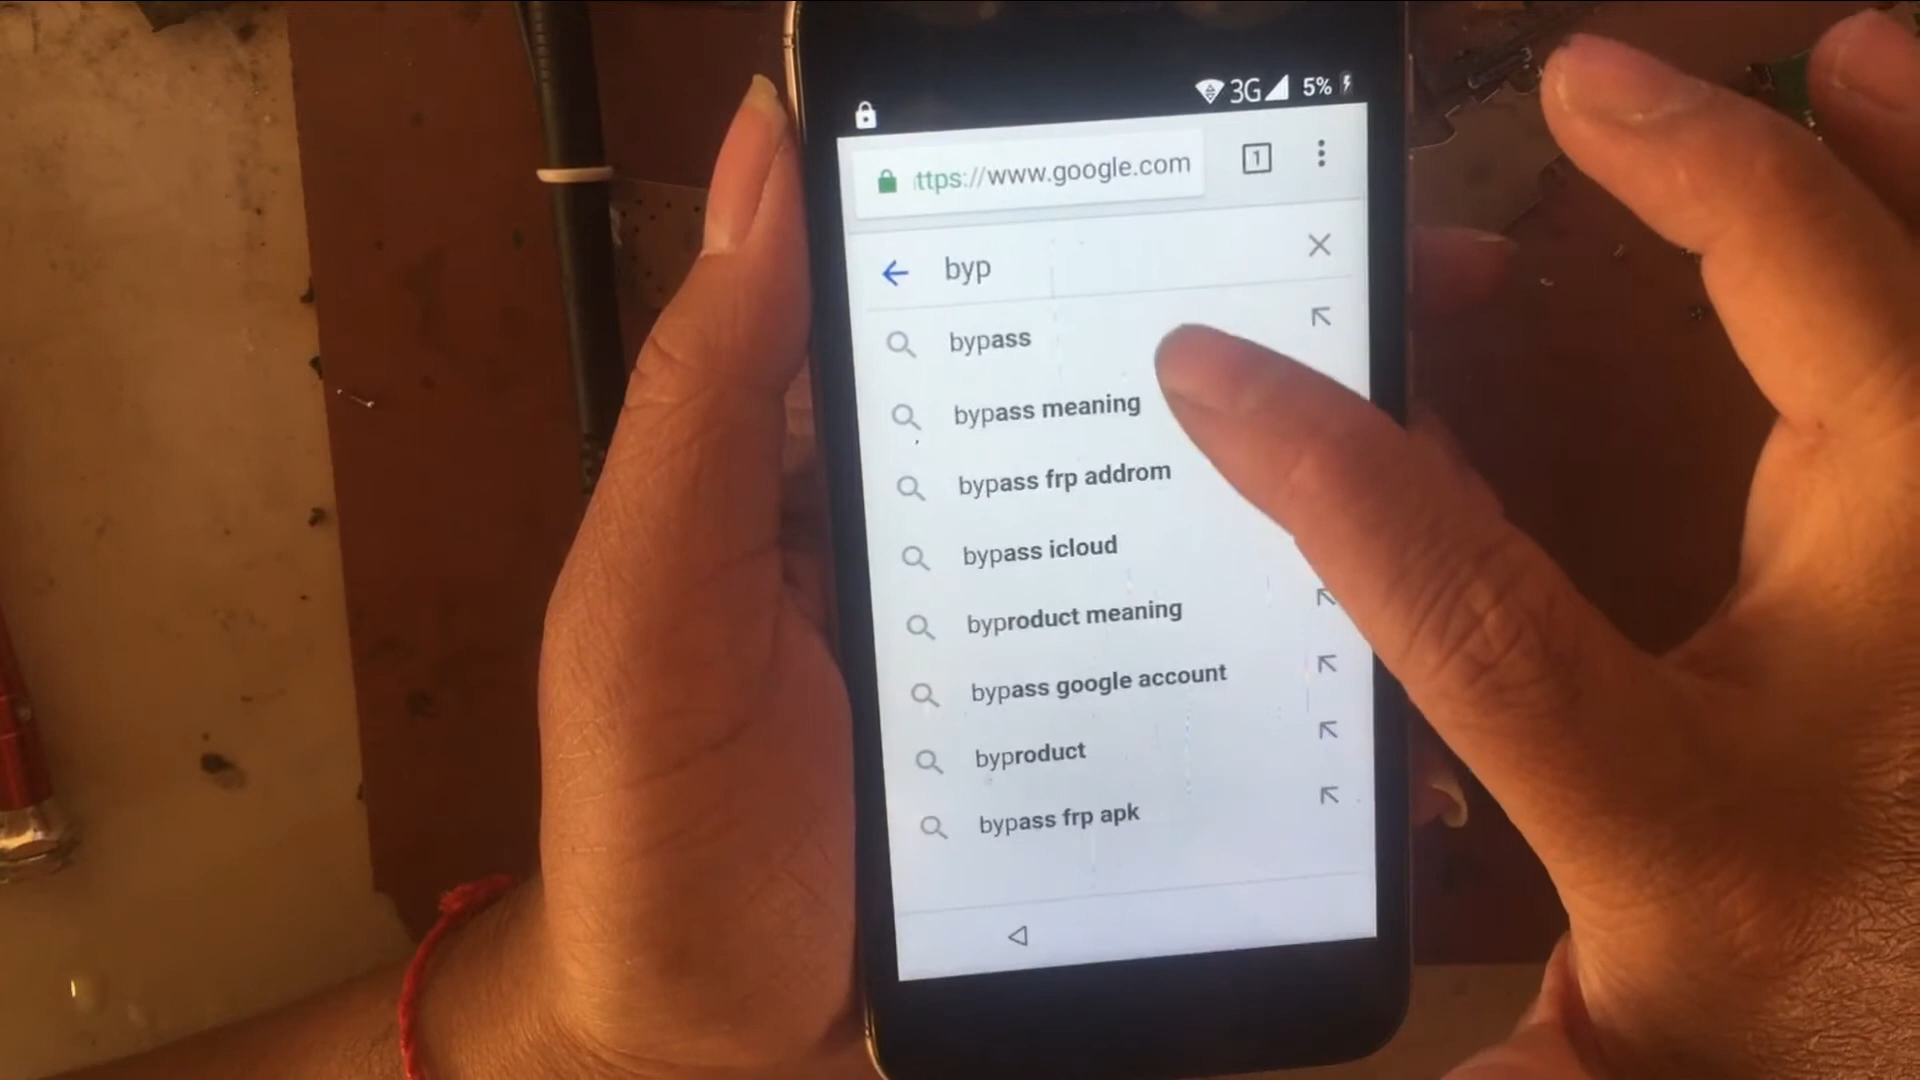 3G 5%
ttps://www.google.com 1
byp
bypass
bypass meaning
bypass frp addrom
bypass icloud
byproduct meaning
bypass google account
byproduct
bypass frp apk